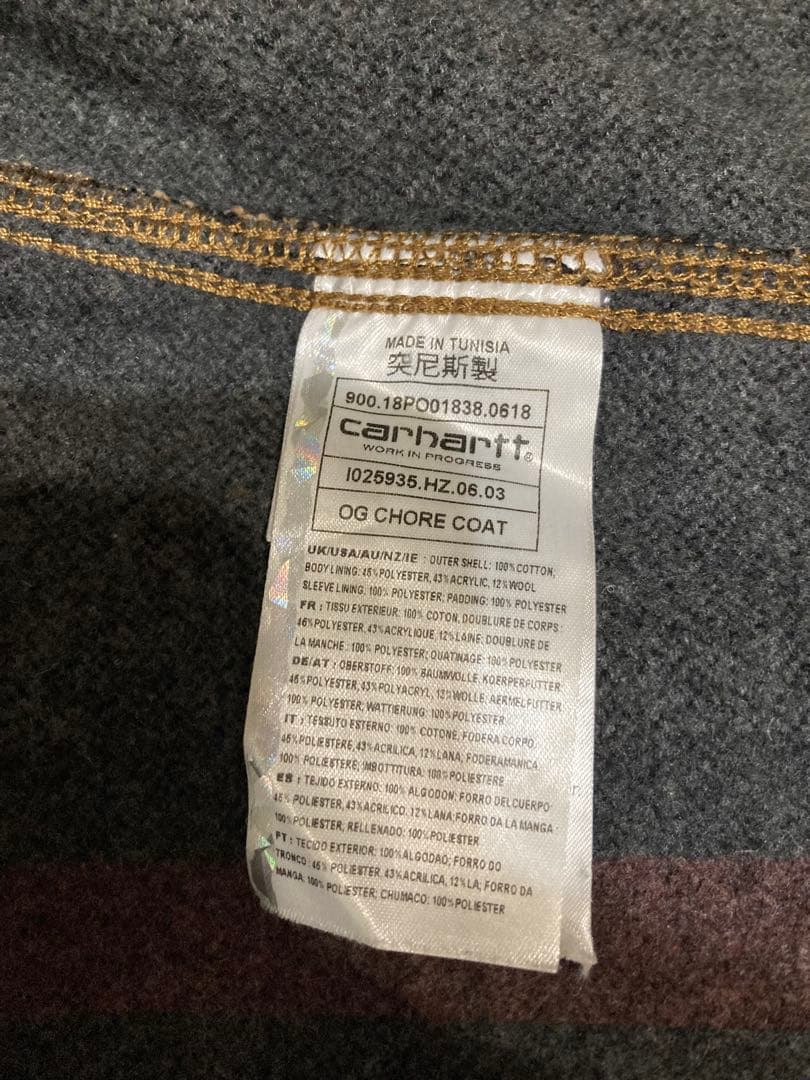 MADE IN TUNISIA
突尼斯製
900.18PO01838.0618
carhartt®
WORK IN PROGRESS
I025935.HZ.06.03
OG CHORE COAT
UK/USA/AU/NZ/IE : OUTER SHELL: 100% COTTON,
BODY LINING: 45% POLYESTER, 43% ACRYLIC, 12% WOOL
SLEEVE LINING: 100% POLYESTER; PADDING: 100% POLYESTER
FR : TISSU EXTERIEUR: 100% COTON, DOUBLURE DE CORPS :
46%POLYESTER, 43%ACRYLIQUE, 12%LAINE; DOUBLURE DE
LA MANCHE : 100% POLYESTER; OUATINAGE: 100% POLYESTER
DE/AT : OBERSTOFF: 100% BAUMWOLLE, KOERPERFUTTER:
45%POLYESTER, 43%POLYACRYL, 12%WOLLE; AERMELFUTTER
100% POLYESTER; WATTIERUNG: 100% POLYESTER
IT : TESSUTO ESTERNO: 100% COTONE, FODERA CORPO:
45%POLIESTERE, 43%ACRILICA, 12%LANA; FODERAMANICA
100% POLIESTERE; IMBOTTITURA: 100% POLIESTERE
ES : TEJIDO EXTERNO: 100% ALGODON; FORRO DELCUERPO
45% POLIESTER, 43%ACRILICO, 12%LANA; FORRO DA LA MANGA
100% POLIESTER; RELLENADO: 100%POLIESTER
PT : TECIDO EXTERIOR: 100%ALGODAO; FORRO DO
TRONCO: 45% POLIESTER, 43%ACRILICA, 12%LA; FORRO DA
MANGA: 100% POLIESTER; CHUMACO: 100%POLIESTER